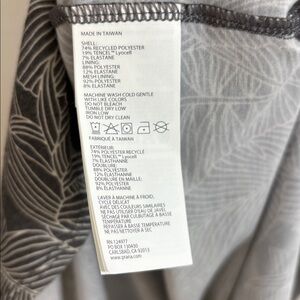 MADE IN TAIWAN
SHELL:
74% RECYCLED POLYESTER
19% TENCEL™ Lyocell
7% ELASTANE
LINING:
88% POLYESTER
12% ELASTANE
MESH LINING:
92% POLYESTER
8% ELASTANE
MACHINE WASH COLD GENTLE
WITH LIKE COLORS
DO NOT BLEACH
TUMBLE DRY LOW
IRON LOW
DO NOT DRY CLEAN
FABRIQUÉ À TAIWAN
EXTÉRIEUR:
74% POLYESTER RECYCLÉ
19% TENCEL™ Lyocell
7% ÉLASTHANNE
DOUBLURE:
88% POLYESTER
12% ÉLASTHANNE
DOUBLURE EN MAILLE:
92% POLYESTER
8% ÉLASTHANNE
LAVER À MACHINE À FROID,
CYCLE DÉLICAT
AVEC DES COULEURS SIMILAIRES
NE PAS UTILISER D'EAU DE JAVEL
SÉCHAGE PAR CULBUTAGE À BASSE
TEMPÉRATURE
REPASSER À BASSE TEMPÉRATURE
NE PAS NETTOYER À SEC
RN 124977
PO BOX 130439
CARLSBAD, CA 92013
www.prana.com